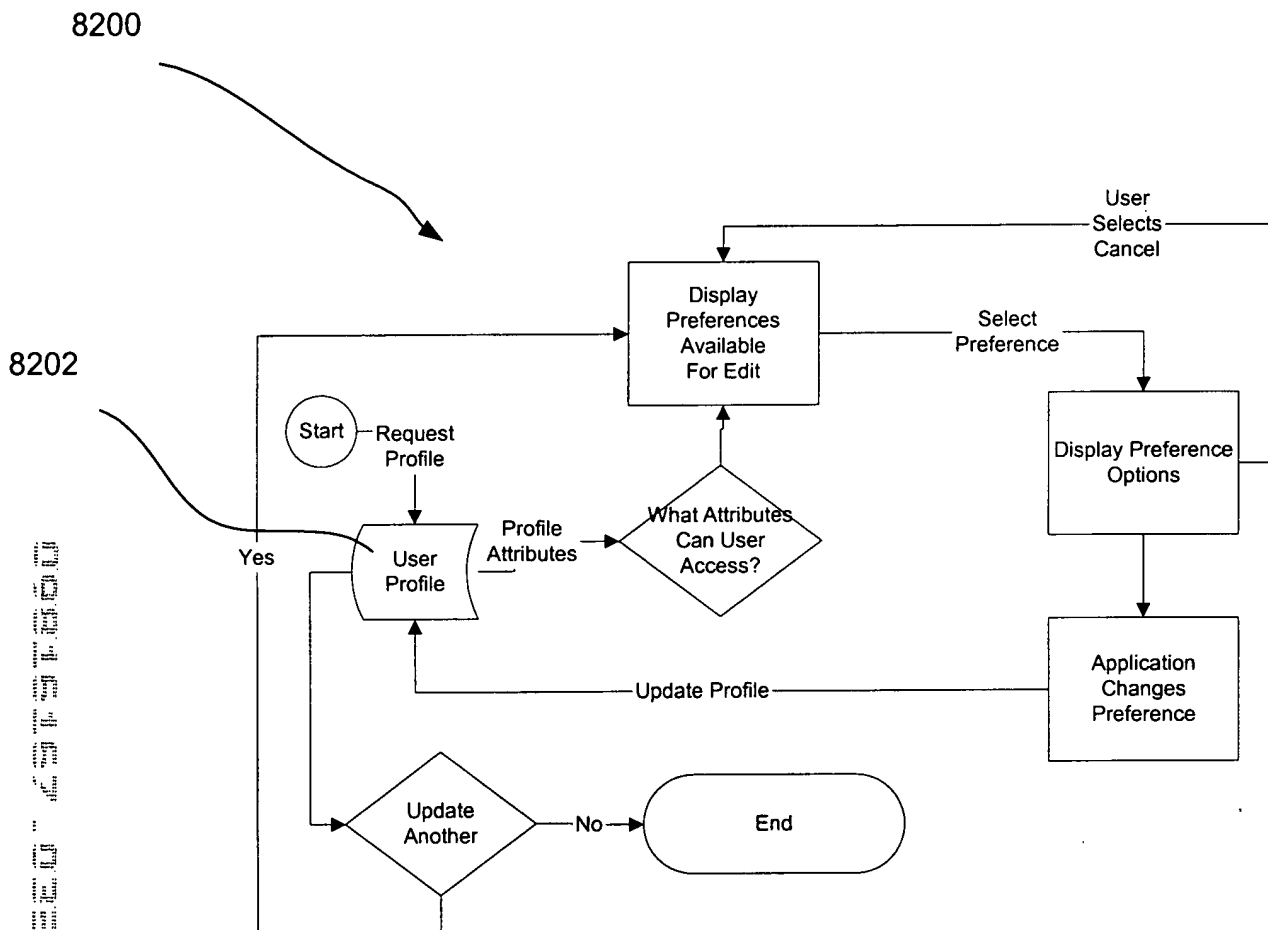 8200
User
Selects
Cancel
Display
Preferences
Available
For Edit
Select
Preference
8202
Start
Request
Profile
Display Preference
Options
What Attributes
Can User
Access?
Profile
Attributes
User
Profile
Yes
Application
Changes
Preference
Update Profile
Update
Another
No
End